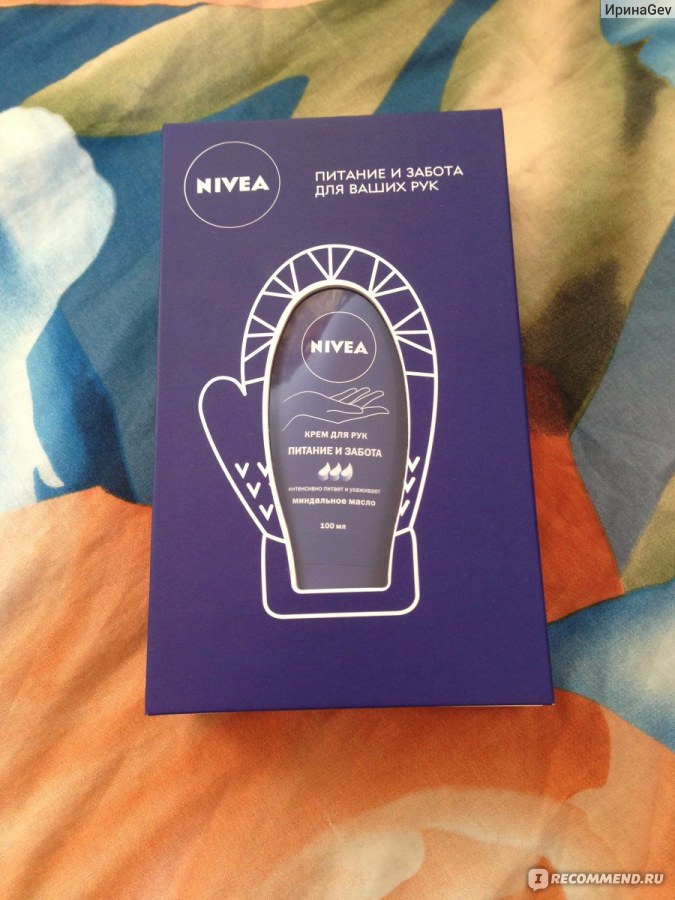 ИринаGev
NIVEA
ПИТАНИЕ И ЗАБОТА
ДЛЯ ВАШИХ РУК
NIVEA
КРЕМ ДЛЯ РУК
ПИТАНИЕ И ЗАБОТА
интенсивно питает и ухаживает
миндальное масло
100 мл
I RECOMMEND.RU